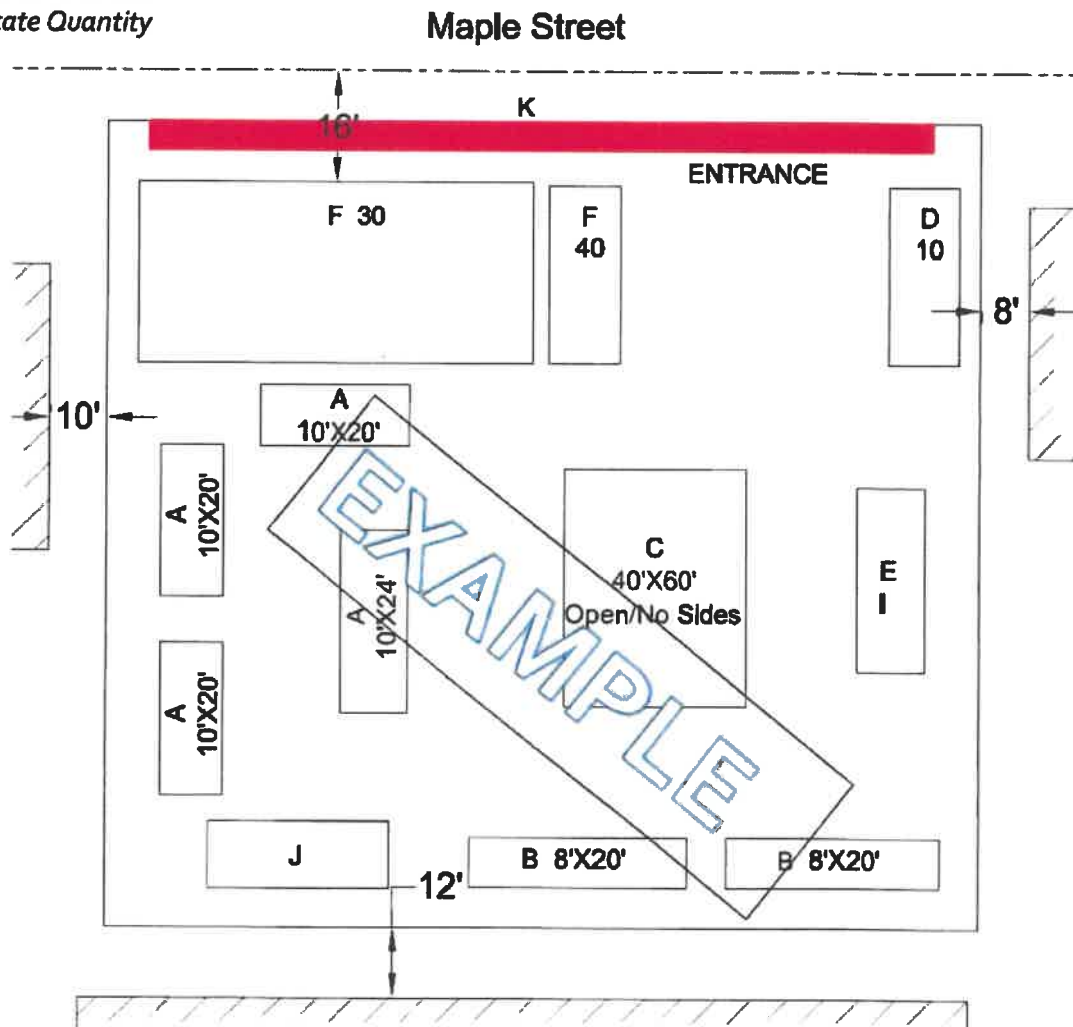 ate Quantity
Maple Street
K
16'
ENTRANCE
F 30
F
40
D
10
8'
10'
A
10'X20'
A
10'X20'
EXAMPLE
A
10'X24'
C
40'X60'
Open/No Sides
E
I
A
10'X20'
J
B 8'X20'
B 8'X20'
12'